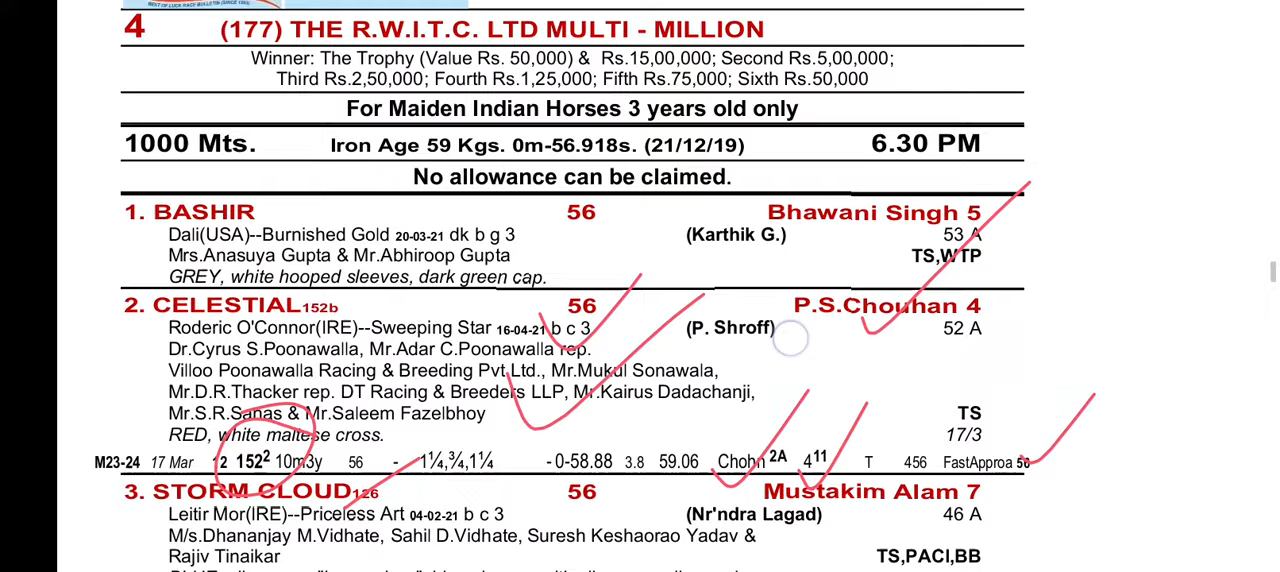 BEST OF LUCK RACE BULLETIN (SINCE 1993)
4 (177) THE R.W.I.T.C. LTD MULTI - MILLION
Winner: The Trophy (Value Rs. 50,000) & Rs.15,00,000; Second Rs.5,00,000;
Third Rs.2,50,000; Fourth Rs.1,25,000; Fifth Rs.75,000; Sixth Rs.50,000
For Maiden Indian Horses 3 years old only
1000 Mts. Iron Age 59 Kgs. 0m-56.918s. (21/12/19) 6.30 PM
No allowance can be claimed.
1. BASHIR 56 Bhawani Singh 5
Dali(USA)--Burnished Gold 20-03-21 dk b g 3 (Karthik G.) 53 A
Mrs.Anasuya Gupta & Mr.Abhiroop Gupta TS,WTP
GREY, white hooped sleeves, dark green cap.
2. CELESTIAL152b 56 P.S.Chouhan 4
Roderic O'Connor(IRE)--Sweeping Star 16-04-21 b c 3 (P. Shroff) 52 A
Dr.Cyrus S.Poonawalla, Mr.Adar C.Poonawalla rep.
Villoo Poonawalla Racing & Breeding Pvt.Ltd., Mr.Mukul Sonawala,
Mr.D.R.Thacker rep. DT Racing & Breeders LLP, Mr.Kairus Dadachanji,
Mr.S.R.Sanas & Mr.Saleem Fazelbhoy TS
RED, white maltese cross. 17/3
M23-24 17 Mar 12 152² 10m3y 56 - 1¼,¾,1¼ - 0-58.88 3.8 59.06 Chohn 2A 4¹¹ T 456 FastApproa 56
3. STORM CLOUD126 56 Mustakim Alam 7
Leitir Mor(IRE)--Priceless Art 04-02-21 b c 3 (Nr'ndra Lagad) 46 A
M/s.Dhananjay M.Vidhate, Sahil D.Vidhate, Suresh Keshaorao Yadav &
Rajiv Tinaikar TS,PACI,BB